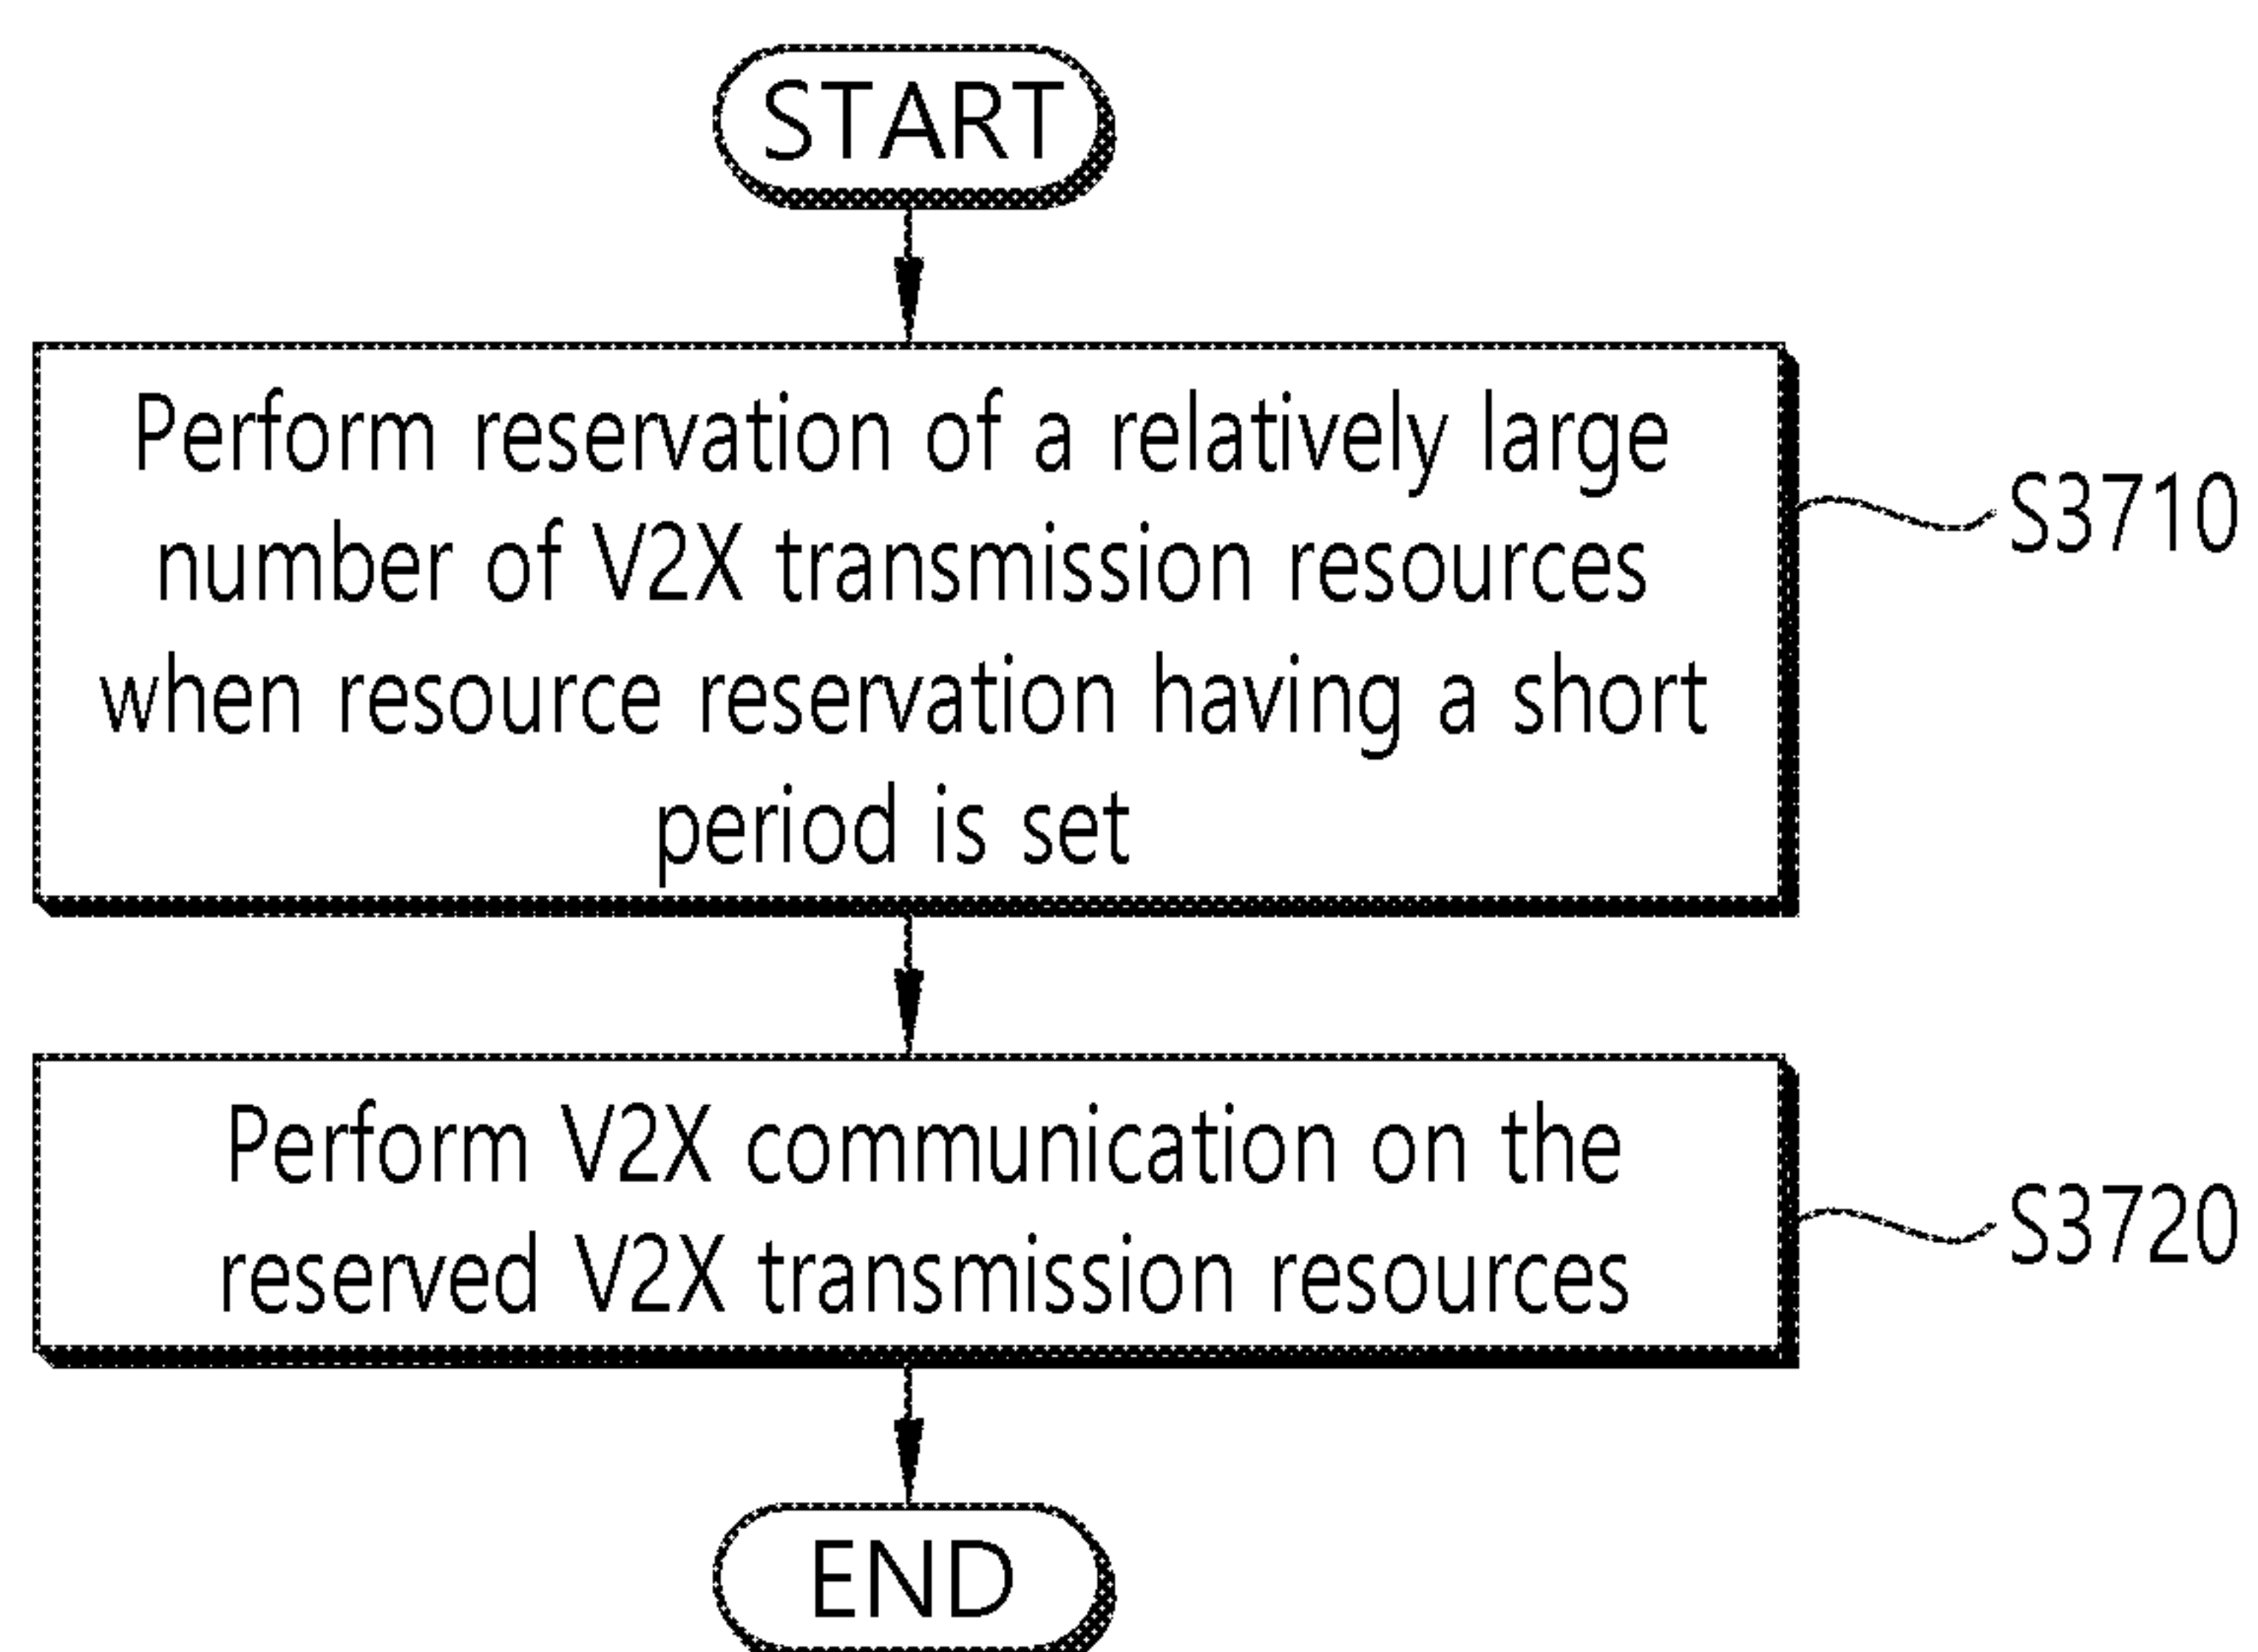 START
Perform reservation of a relatively large
number of V2X transmission resources
when resource reservation having a short
period is set
S3710
Perform V2X communication on the
reserved V2X transmission resources
S3720
END